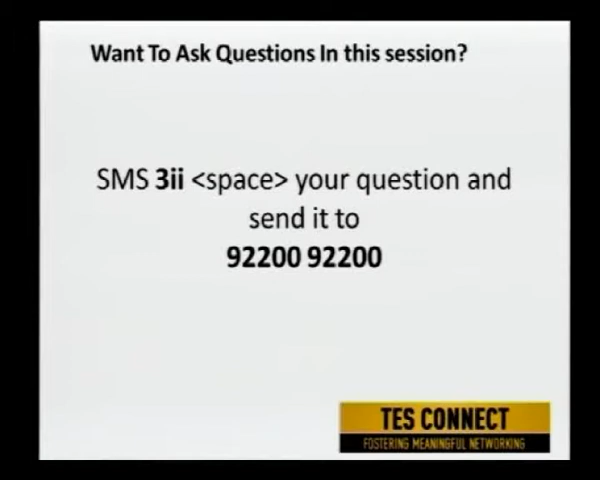 Want To Ask Questions In this session?
SMS 3ii <space> your question and
send it to
92200 92200
TES CONNECT
FOSTERING MEANINGFUL NETWORKING